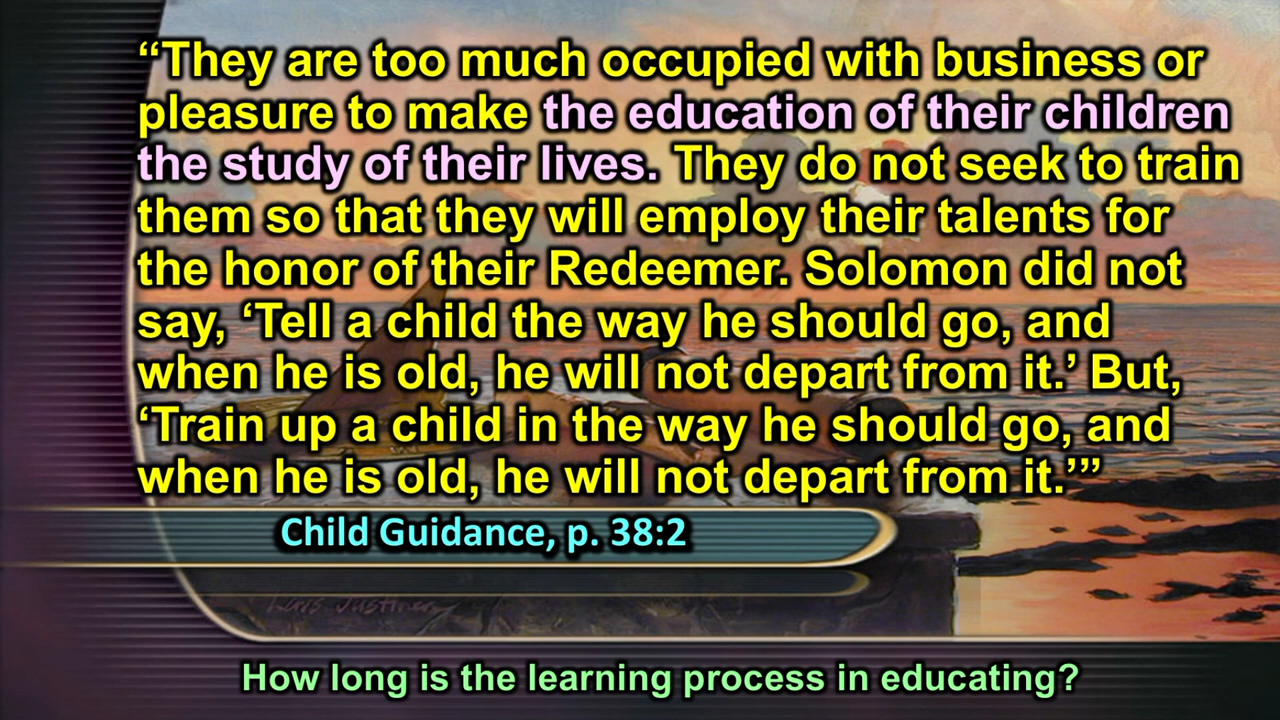 “They are too much occupied with business or
pleasure to make the education of their children
the study of their lives. They do not seek to train
them so that they will employ their talents for
the honor of their Redeemer. Solomon did not
say, ‘Tell a child the way he should go, and
when he is old, he will not depart from it.’ But,
‘Train up a child in the way he should go, and
when he is old, he will not depart from it.’”
Child Guidance, p. 38:2
How long is the learning process in educating?